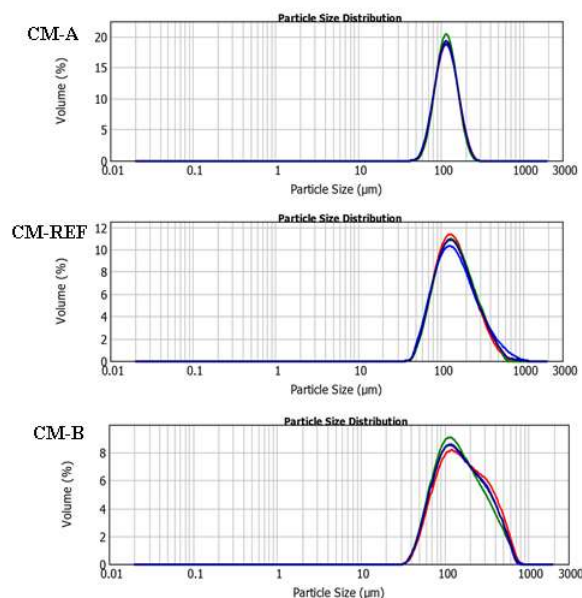 Particle Size Distribution
CM-A
Volume (%)
20
15
10
5
0
0.01 0.1 1 10 100 1000 3000
Particle Size (µm)
Particle Size Distribution
CM-REF
Volume (%)
12
10
8
6
4
2
0
0.01 0.1 1 10 100 1000 3000
Particle Size (µm)
Particle Size Distribution
CM-B
Volume (%)
8
6
4
2
0
0.01 0.1 1 10 100 1000 3000
Particle Size (µm)